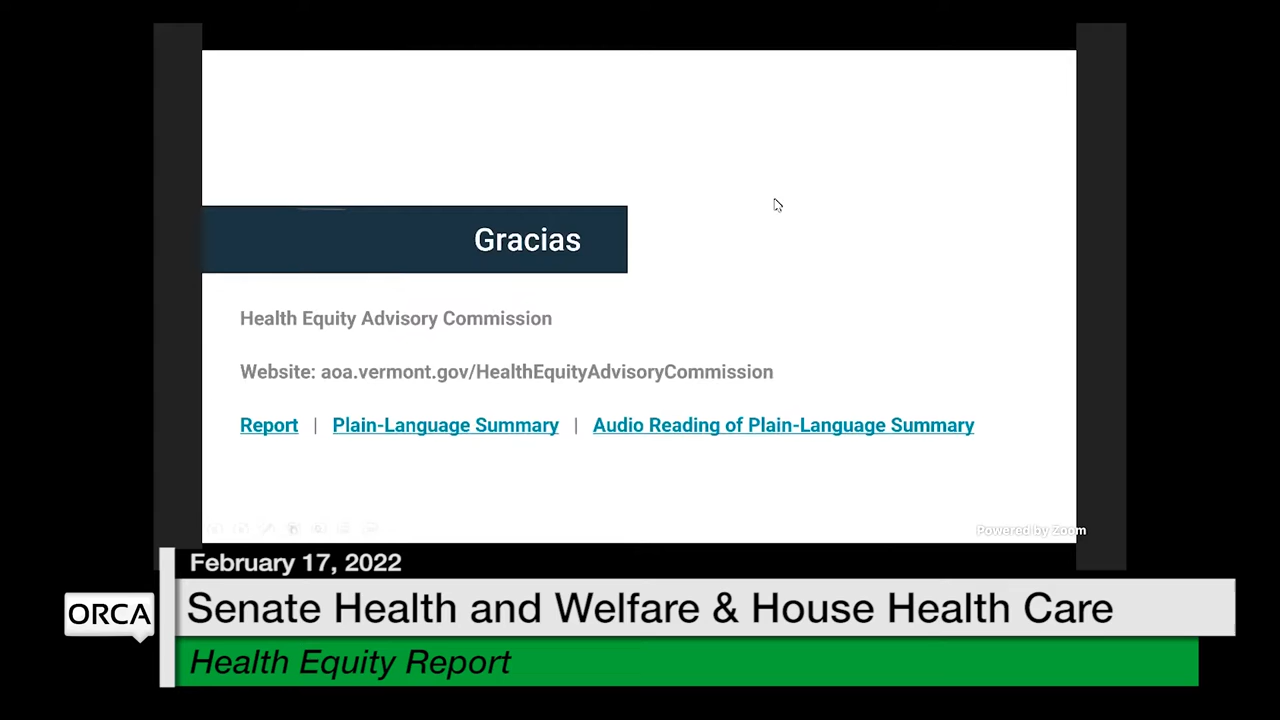 Gracias
Health Equity Advisory Commission
Website: aoa.vermont.gov/HealthEquityAdvisoryCommission
Report | Plain-Language Summary | Audio Reading of Plain-Language Summary
Powered by Zoom
February 17, 2022
ORCA
Senate Health and Welfare & House Health Care
Health Equity Report